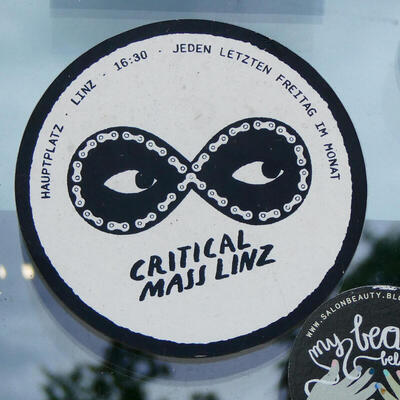 HAUPTPLATZ · LINZ · 16:30 · JEDEN LETZTEN FREITAG IM MONAT
CRITICAL
MASS LINZ
WWW.SALONBEAUTY.BLO
my bea
bel